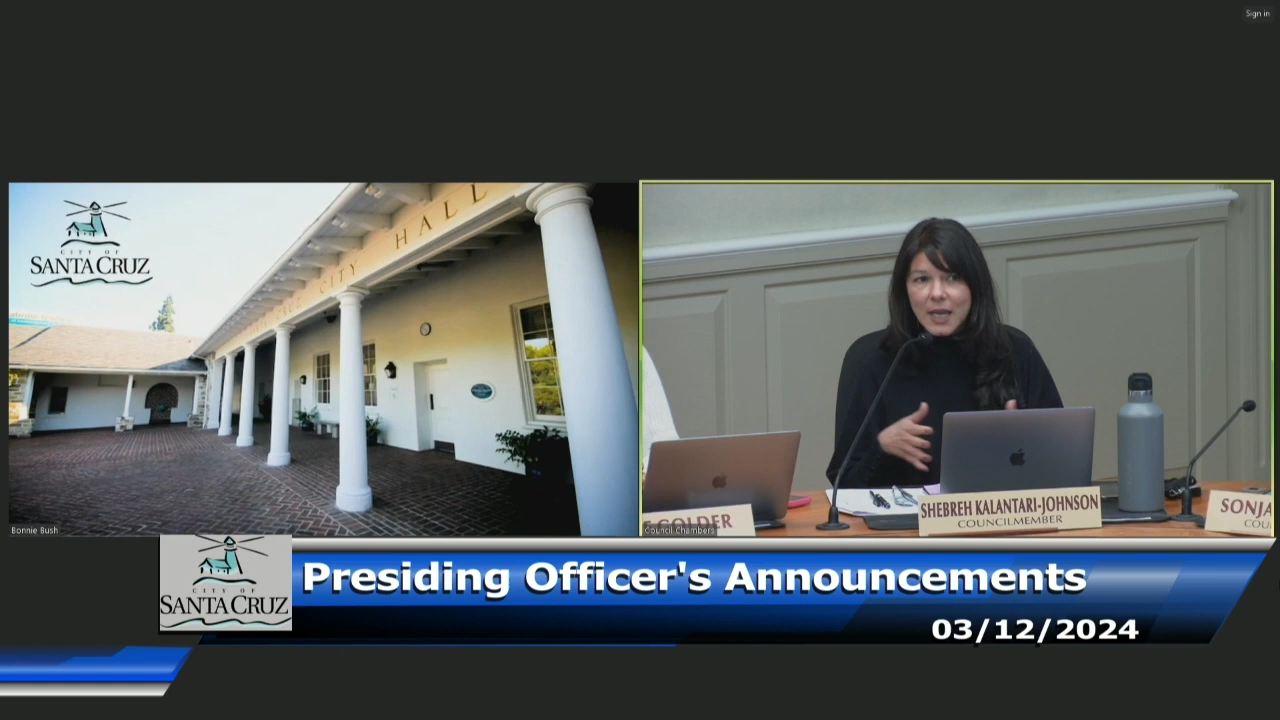 Sign in
CITY OF
SANTA CRUZ
CITY HALL
Bonnie Bush
Council Chambers
E GOLDER
SHEBREH KALANTARI-JOHNSON
COUNCILMEMBER
SONJA
COU
CITY OF
SANTA CRUZ
Presiding Officer's Announcements
03/12/2024